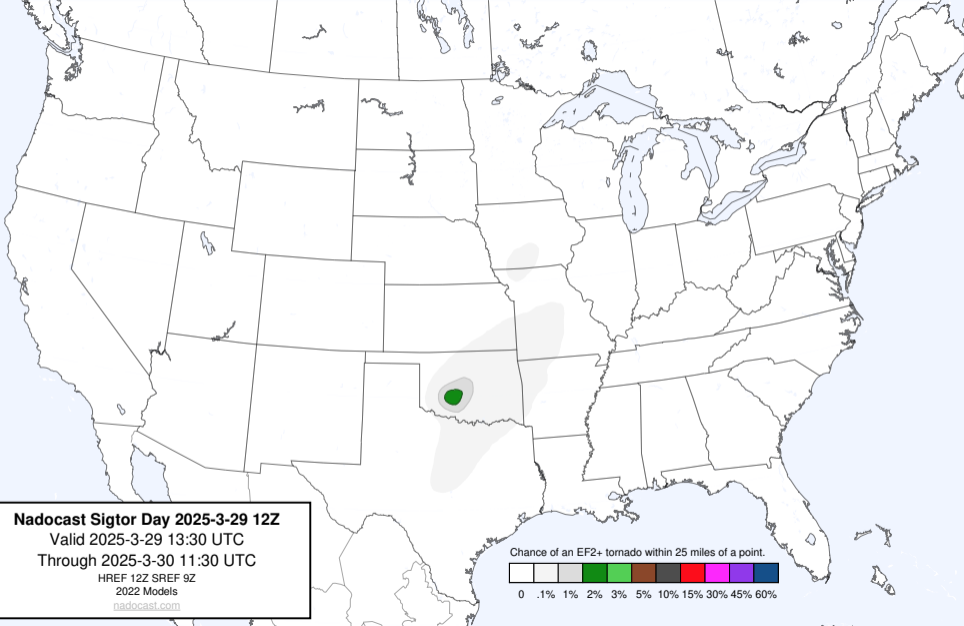 Nadocast Sigtor Day 2025-3-29 12Z
Valid 2025-3-29 13:30 UTC
Through 2025-3-30 11:30 UTC
HREF 12Z SREF 9Z
2022 Models
nadocast.com
Chance of an EF2+ tornado within 25 miles of a point.
0 .1% 1% 2% 3% 5% 10% 15% 30% 45% 60%